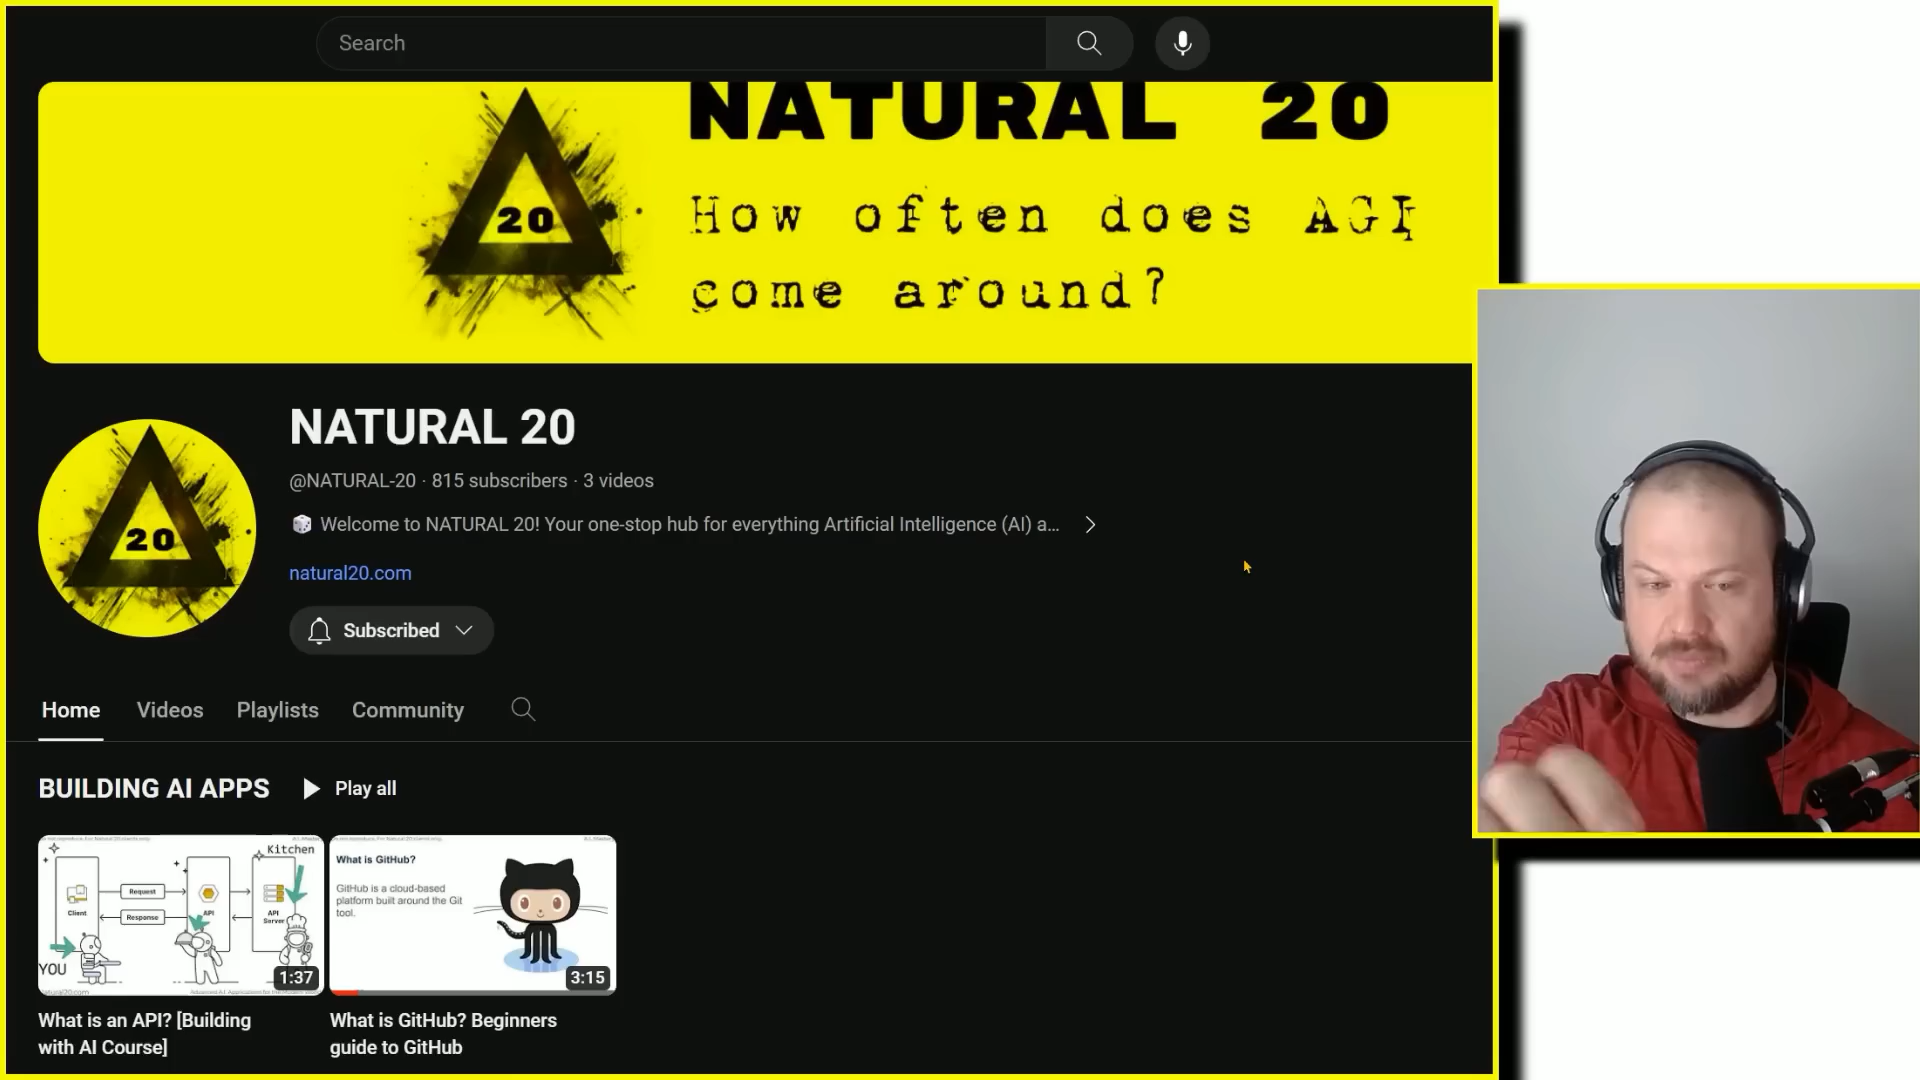 Search
NATURAL 20
How often does AGI
come around?
20
20
NATURAL 20
@NATURAL-20 · 815 subscribers · 3 videos
Welcome to NATURAL 20! Your one-stop hub for everything Artificial Intelligence (AI) a...
natural20.com
Subscribed
Home Videos Playlists Community
BUILDING AI APPS Play all
Kitchen
Request
Client
API
API
Server
Response
YOU
1:37
Natural20.com
What is GitHub?
GitHub is a cloud-based
platform built around the Git
tool.
3:15
What is an API? [Building
with AI Course]
What is GitHub? Beginners
guide to GitHub